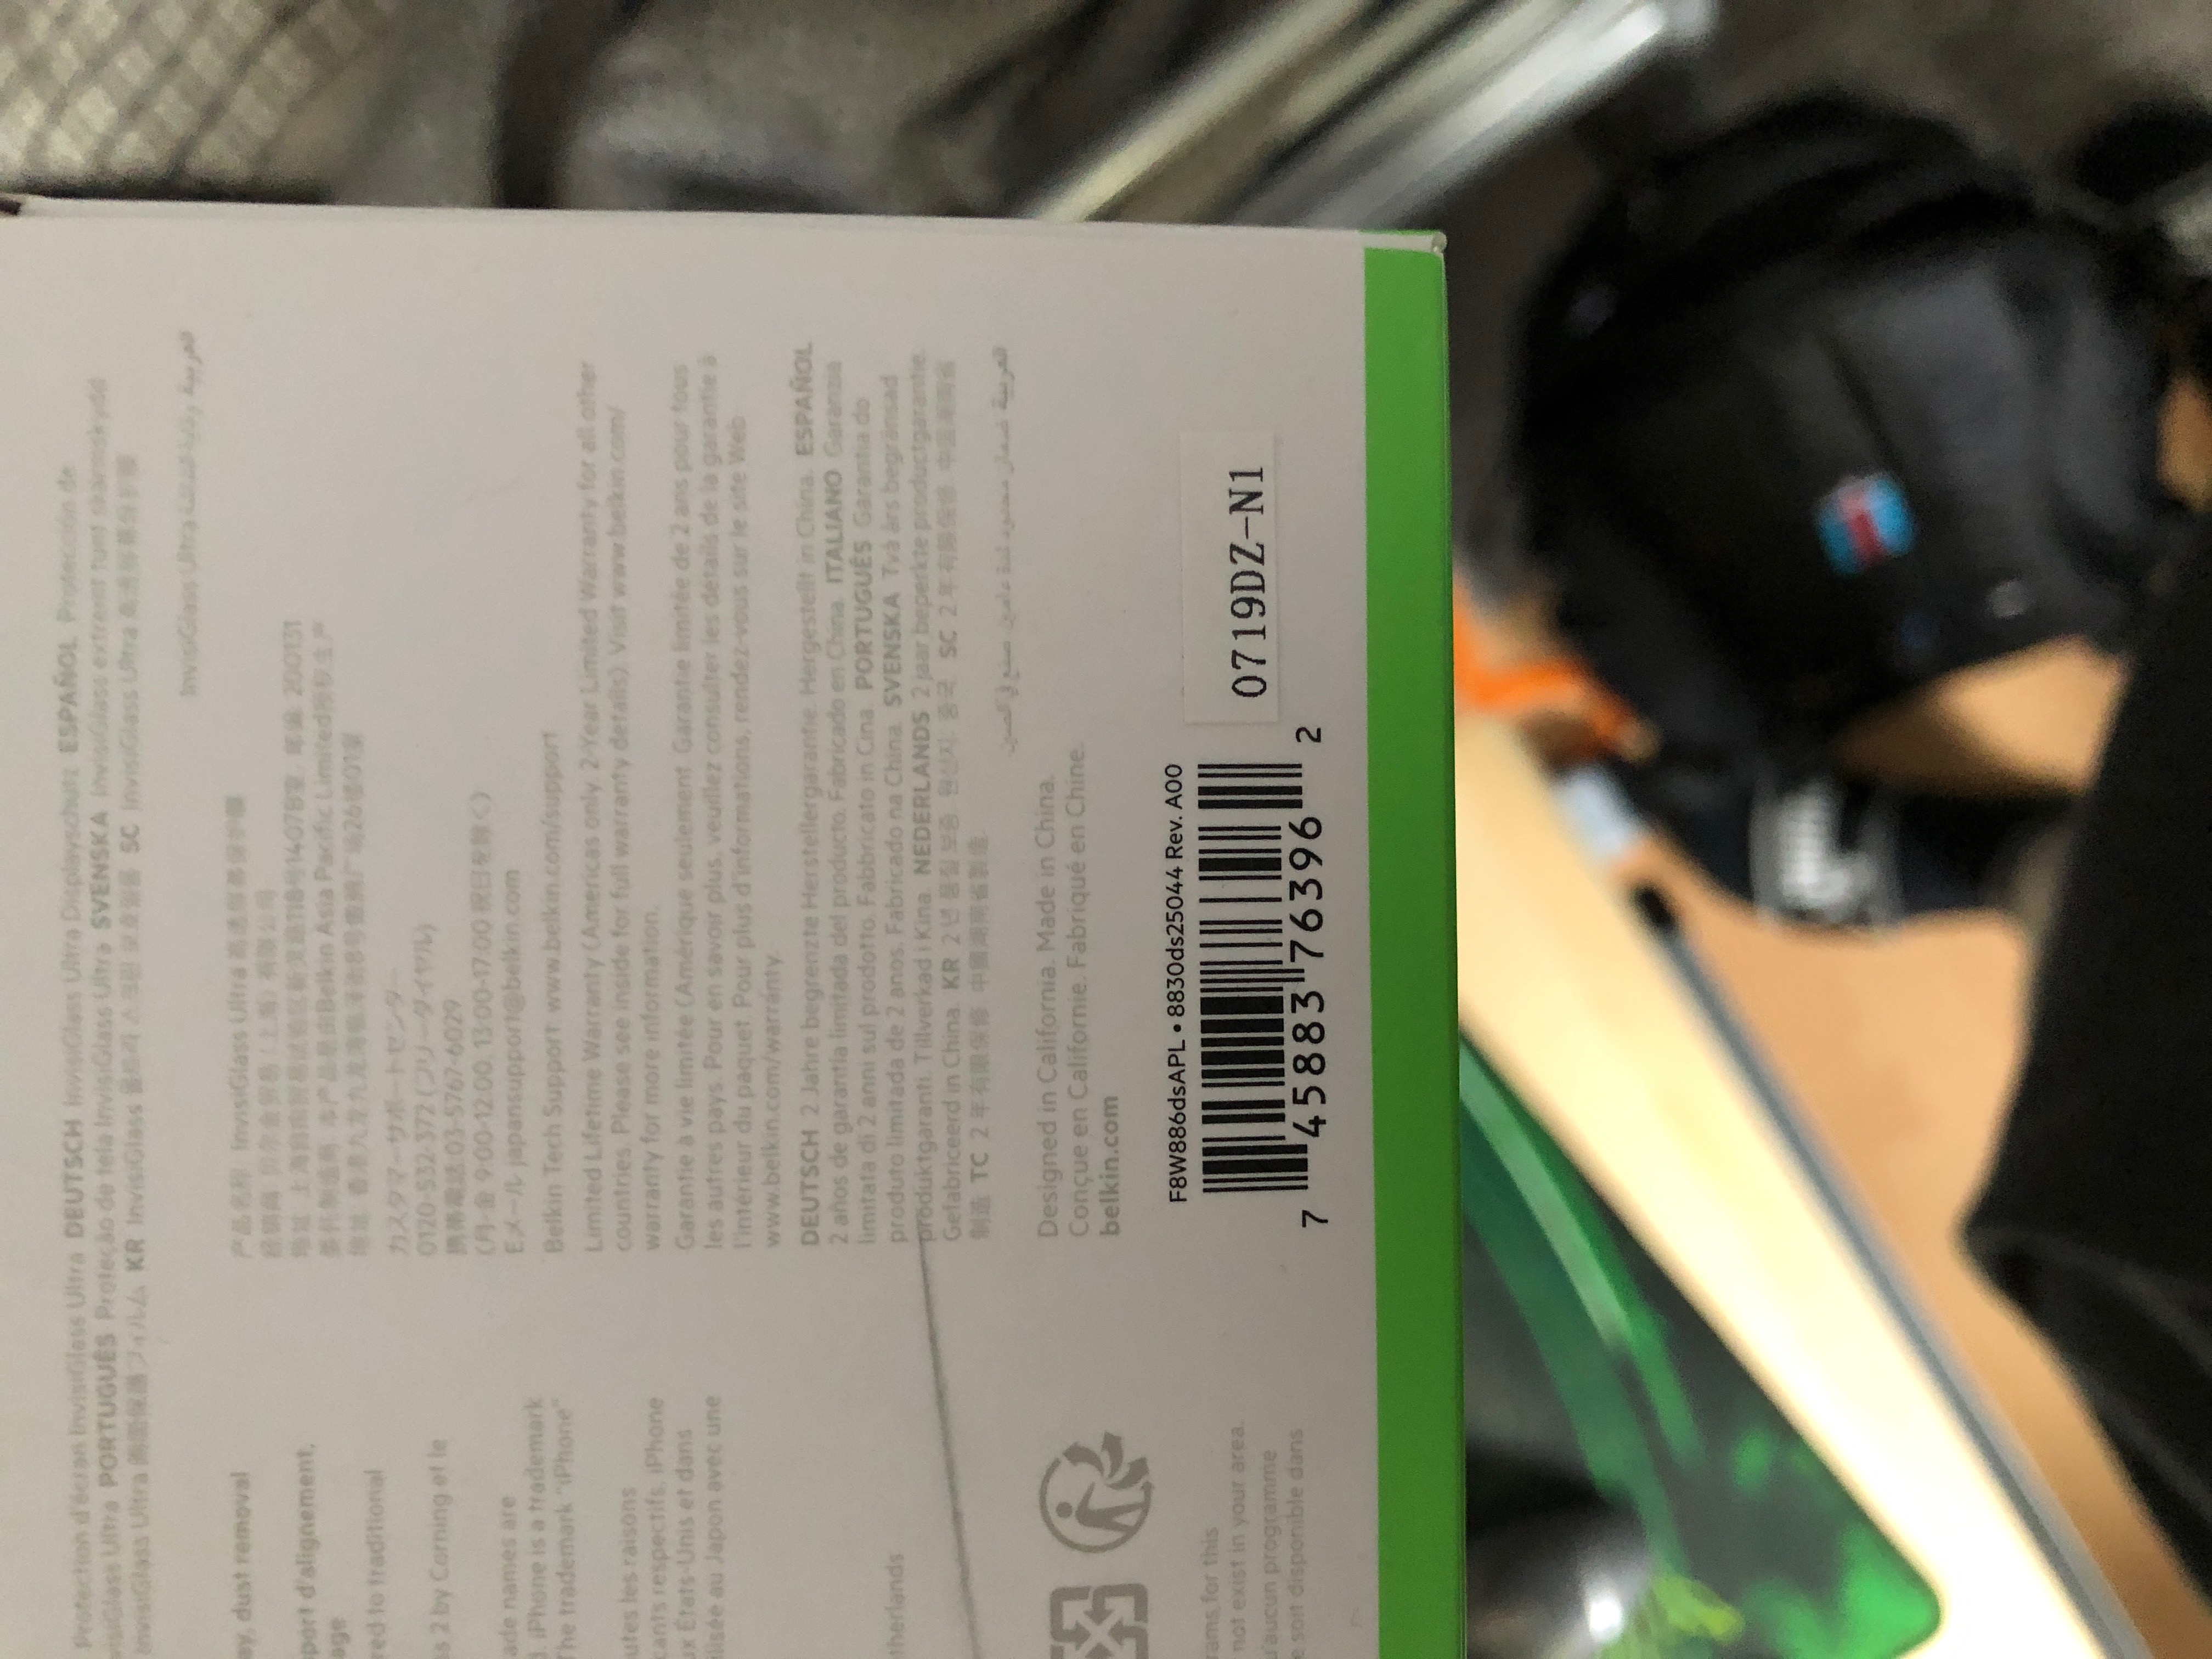 Protection d'écran InvisiGlass Ultra DEUTSCH InvisiGlass Ultra Displayschutz ESPAÑOL Protección de
InvisiGlass Ultra PORTUGUÊS Proteção de tela InvisiGlass Ultra SVENSKA InvisiGlass extremt tunt skärmskydd
InvisiGlass Ultra 画面保護フィルム KR InvisiGlass 울트라 스크린 보호필름 SC InvisiGlass Ultra 高透屏幕保护膜
العربية وقاية الشاشة InvisiGlass Ultra
ay, dust removal
port d'alignement,
age
red to traditional
ss 2 by Corning et le
ade names are
d. iPhone is a trademark
The trademark "iPhone"
utes les raisons
cants respectifs. iPhone
ux États-Unis et dans
ilisée au Japon avec une
therlands
rams for this
not exist in your area.
u'aucun programme
e soit disponible dans
产品名称: InvisiGlass Ultra 高透屏幕保护膜
经销商: 贝尔金贸易（上海）有限公司
地址: 上海自由贸易试验区新灵路118号1407B室, 邮编: 200131
委托制造商: 本产品是由Belkin Asia Pacific Limited授权生产
地址: 香港九龙九龙湾临泽街8号傲腾广场26楼01室
カスタマーサポートセンター
0120-532-372 (フリーダイヤル)
携帯電話:03-5767-6029
(月-金 9:00-12:00, 13:00-17:00 祝日を除く)
Eメール japansupport@belkin.com
Belkin Tech Support www.belkin.com/support
Limited Lifetime Warranty (Americas only. 2-Year Limited Warranty for all other
countries. Please see inside for full warranty details). Visit www.belkin.com/
warranty for more information.
Garantie à vie limitée (Amérique seulement. Garantie limitée de 2 ans pour tous
les autres pays. Pour en savoir plus, veuillez consulter les détails de la garantie à
l'intérieur du paquet. Pour plus d'informations, rendez-vous sur le site Web
www.belkin.com/warranty.
DEUTSCH 2 Jahre begrenzte Herstellergarantie. Hergestellt in China. ESPAÑOL
2 años de garantía limitada del producto. Fabricado en China. ITALIANO Garanzia
limitata di 2 anni sul prodotto. Fabbricato in Cina. PORTUGUÊS Garantia do
produto limitada de 2 anos. Fabricado na China. SVENSKA Två års begränsad
produktgaranti. Tillverkad i Kina. NEDERLANDS 2 jaar beperkte productgarantie.
Gefabriceerd in China. KR 2년 품질 보증. 원산지: 중국. SC 2年有限保修. 中国湖南省
制造 TC 2年有限保修. 中國湖南省製造.
العربية ضمان محدود لمدة عامين. صنع في الصين
Designed in California. Made in China.
Conçue en Californie. Fabriqué en Chine.
belkin.com
F8W886dsAPL • 8830ds25044 Rev. A00
0719DZ-N1
7 45883 76396 2